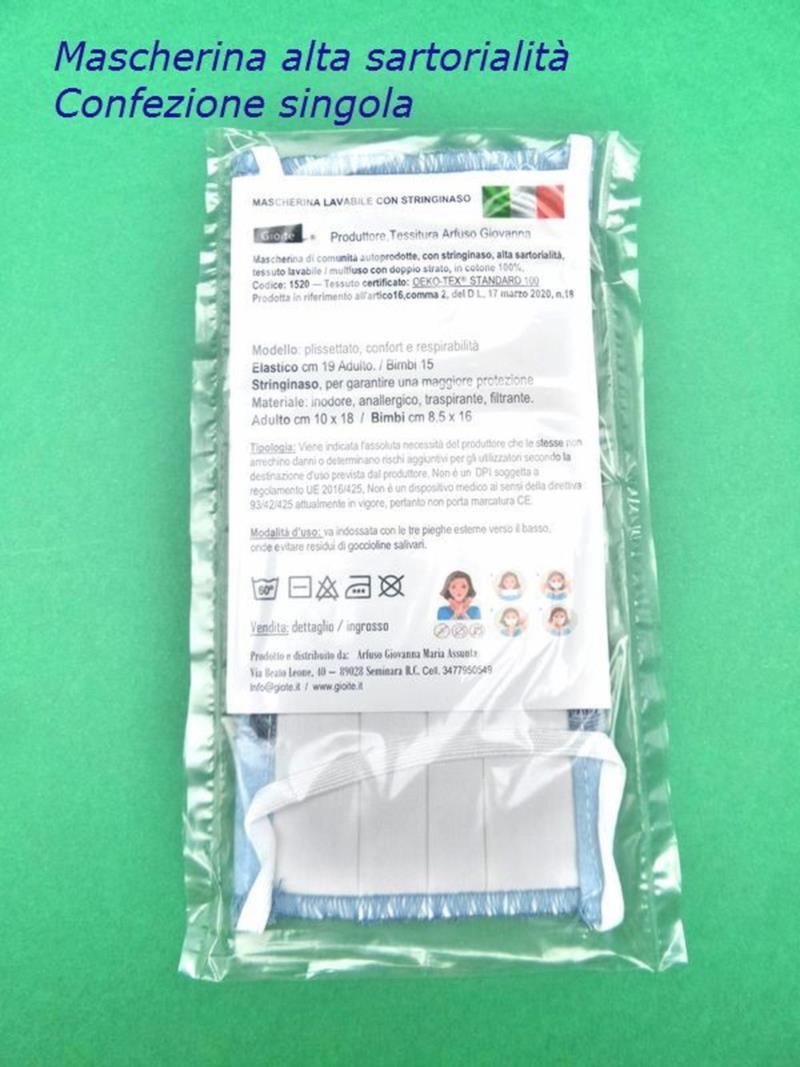 Mascherina alta sartorialità
Confezione singola
MASCHERINA LAVABILE CON STRINGINASO
Gioite ® Produttore,Tessitura Arfuso Giovanna
Mascherina di comunità autoprodotte, con stringinaso, alta sartorialità,
tessuto lavabile / multiuso con doppio strato, in cotone 100%,
Codice: 1520 — Tessuto certificato: OEKO-TEX® STANDARD 100
Prodotta in riferimento all'artico16,comma 2, del D L, 17 marzo 2020, n.18
Modello: plissettato, confort e respirabilità
Elastico cm 19 Adulto. / Bimbi 15
Stringinaso, per garantire una maggiore protezione
Materiale: inodore, anallergico, traspirante, filtrante.
Adulto cm 10 x 18 / Bimbi cm 8,5 x 16
Tipologia: Viene indicata l'assoluta necessità del produttore che le stesse non
arrechino danni o determinano rischi aggiuntivi per gli utilizzatori secondo la
destinazione d'uso prevista dal produttore. Non è un DPI soggetta a
regolamento UE 2016/425, Non è un dispositivo medico ai sensi della direttiva
93/42/425 attualmente in vigore, pertanto non porta marcatura CE.
Modalità d'uso: va indossata con le tre pieghe esterne verso il basso,
onde evitare residui di goccioline salivari.
60°
Vendita: dettaglio / ingrosso
Prodotto e distribuito da: Arfuso Giovanna Maria Assunta
Via Beato Leone, 40 – 89028 Seminara R.C. Cell. 3477950549
Info@gioite.it / www.gioite.it